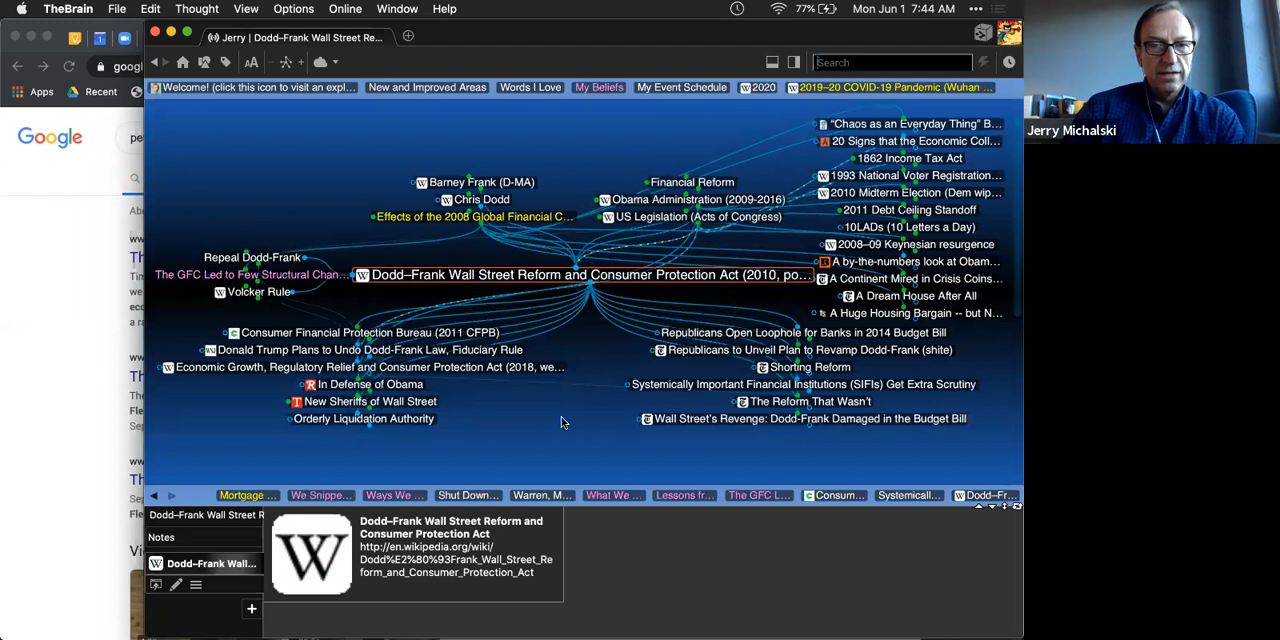 TheBrain File Edit Thought View Options Online Window Help 77% Mon Jun 1 7:44 AM
Jerry | Dodd–Frank Wall Street Re...
googl
Search
Apps Recent
Welcome! (click this icon to visit an expl... New and Improved Areas Words I Love My Beliefs My Event Schedule 2020 2019–20 COVID-19 Pandemic (Wuhan ...
Google
pe
Jerry Michalski
"Chaos as an Everyday Thing" B...
20 Signs that the Economic Coll...
1862 Income Tax Act
1993 National Voter Registration...
2010 Midterm Election (Dem wip...
2011 Debt Ceiling Standoff
10LADs (10 Letters a Day)
2008–09 Keynesian resurgence
A by-the-numbers look at Obam...
A Continent Mired in Crisis Coins...
A Dream House After All
A Huge Housing Bargain -- but N...
Barney Frank (D-MA)
Chris Dodd
Effects of the 2008 Global Financial C...
Financial Reform
Obama Administration (2009-2016)
US Legislation (Acts of Congress)
Repeal Dodd-Frank
The GFC Led to Few Structural Chan...
Volcker Rule
Dodd–Frank Wall Street Reform and Consumer Protection Act (2010, po...
Consumer Financial Protection Bureau (2011 CFPB)
Donald Trump Plans to Undo Dodd-Frank Law, Fiduciary Rule
Economic Growth, Regulatory Relief and Consumer Protection Act (2018, we...
In Defense of Obama
New Sheriffs of Wall Street
Orderly Liquidation Authority
Republicans Open Loophole for Banks in 2014 Budget Bill
Republicans to Unveil Plan to Revamp Dodd-Frank (shite)
Shorting Reform
Systemically Important Financial Institutions (SIFIs) Get Extra Scrutiny
The Reform That Wasn't
Wall Street's Revenge: Dodd-Frank Damaged in the Budget Bill
Mortgage ... We Snippe... Ways We ... Shut Down... Warren, M... What We ... Lessons fr... The GFC L... Consum... Systemicall... Dodd–Fr...
Dodd–Frank Wall Street R
Notes
Dodd–Frank Wall...
Dodd–Frank Wall Street Reform and
Consumer Protection Act
http://en.wikipedia.org/wiki/
Dodd%E2%80%93Frank_Wall_Street_Re
form_and_Consumer_Protection_Act